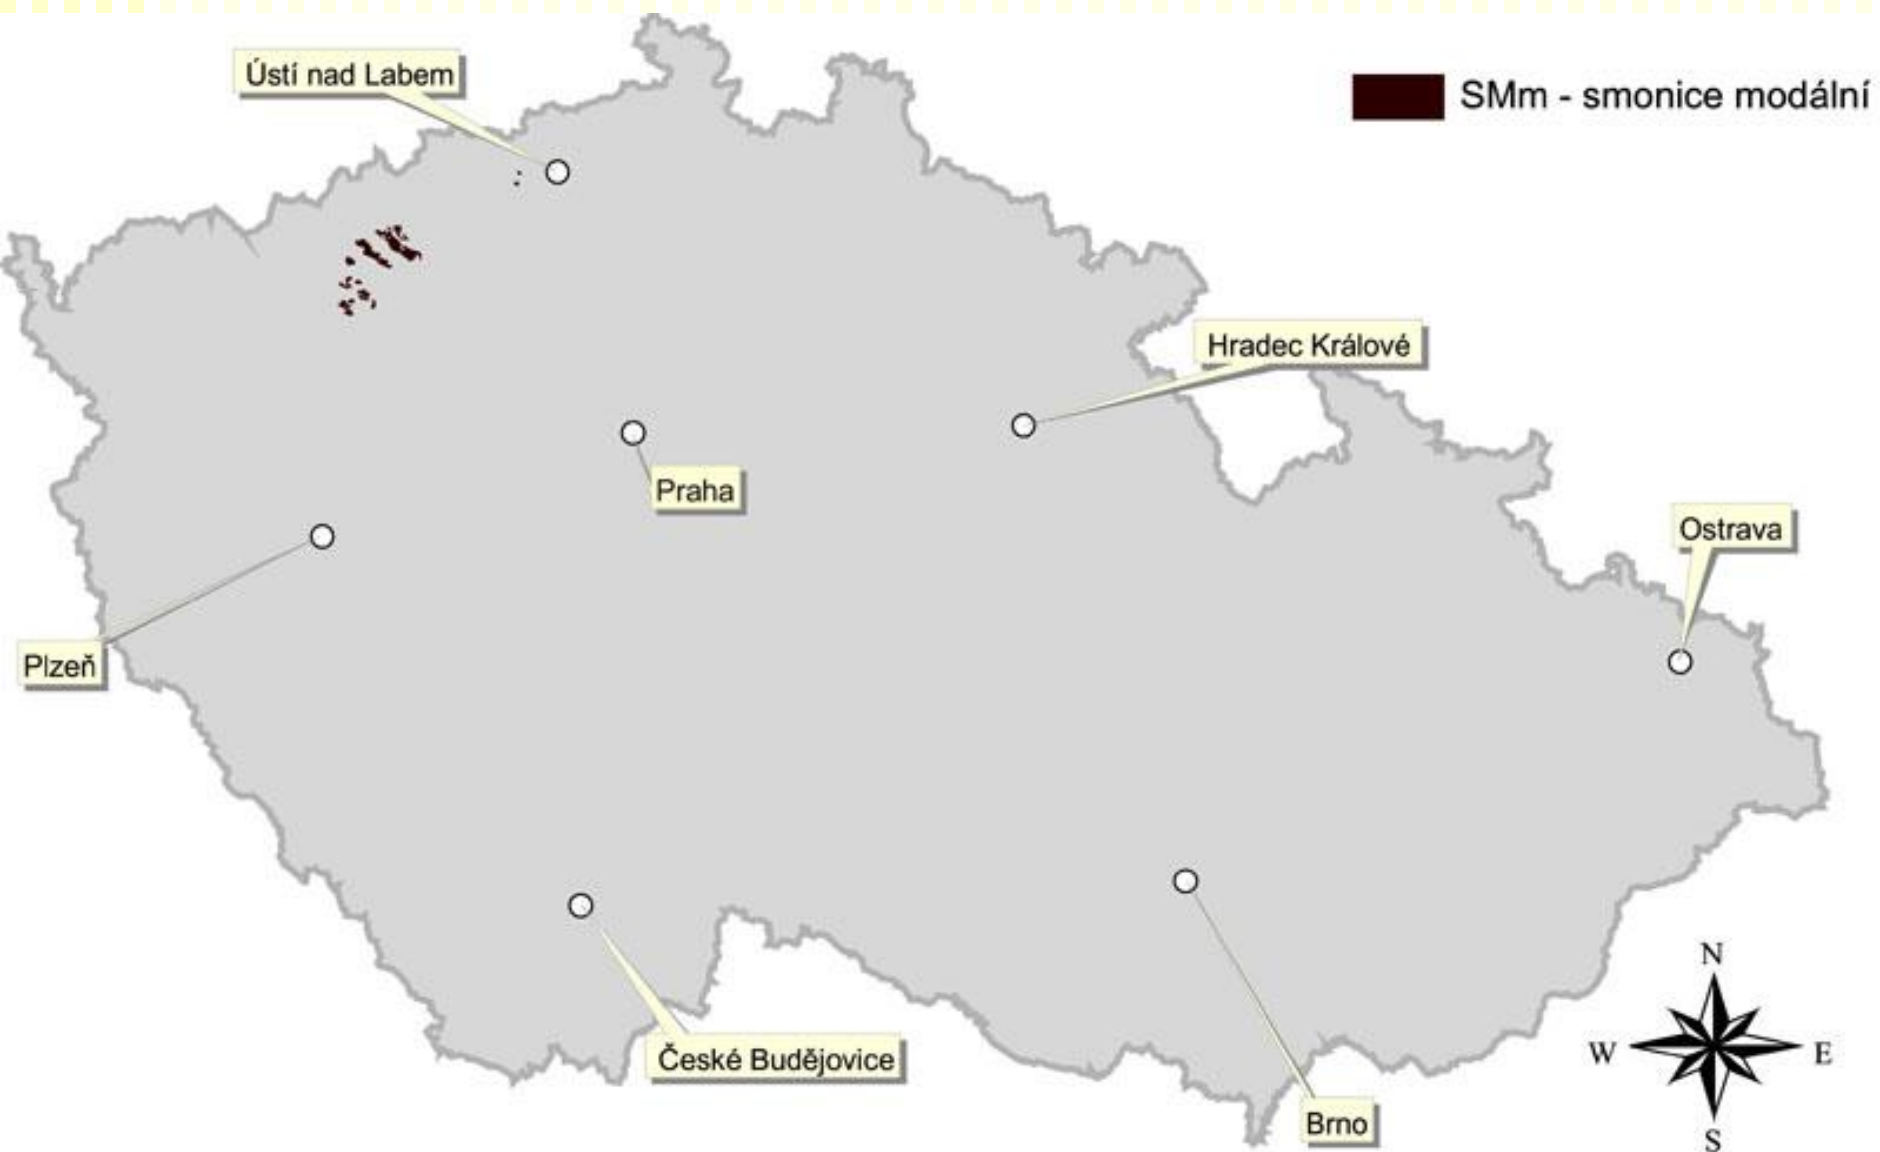 Ústí nad Labem
SMm - smonice modální
Hradec Králové
Praha
Ostrava
Plzeň
České Budějovice
Brno
N
W
E
S